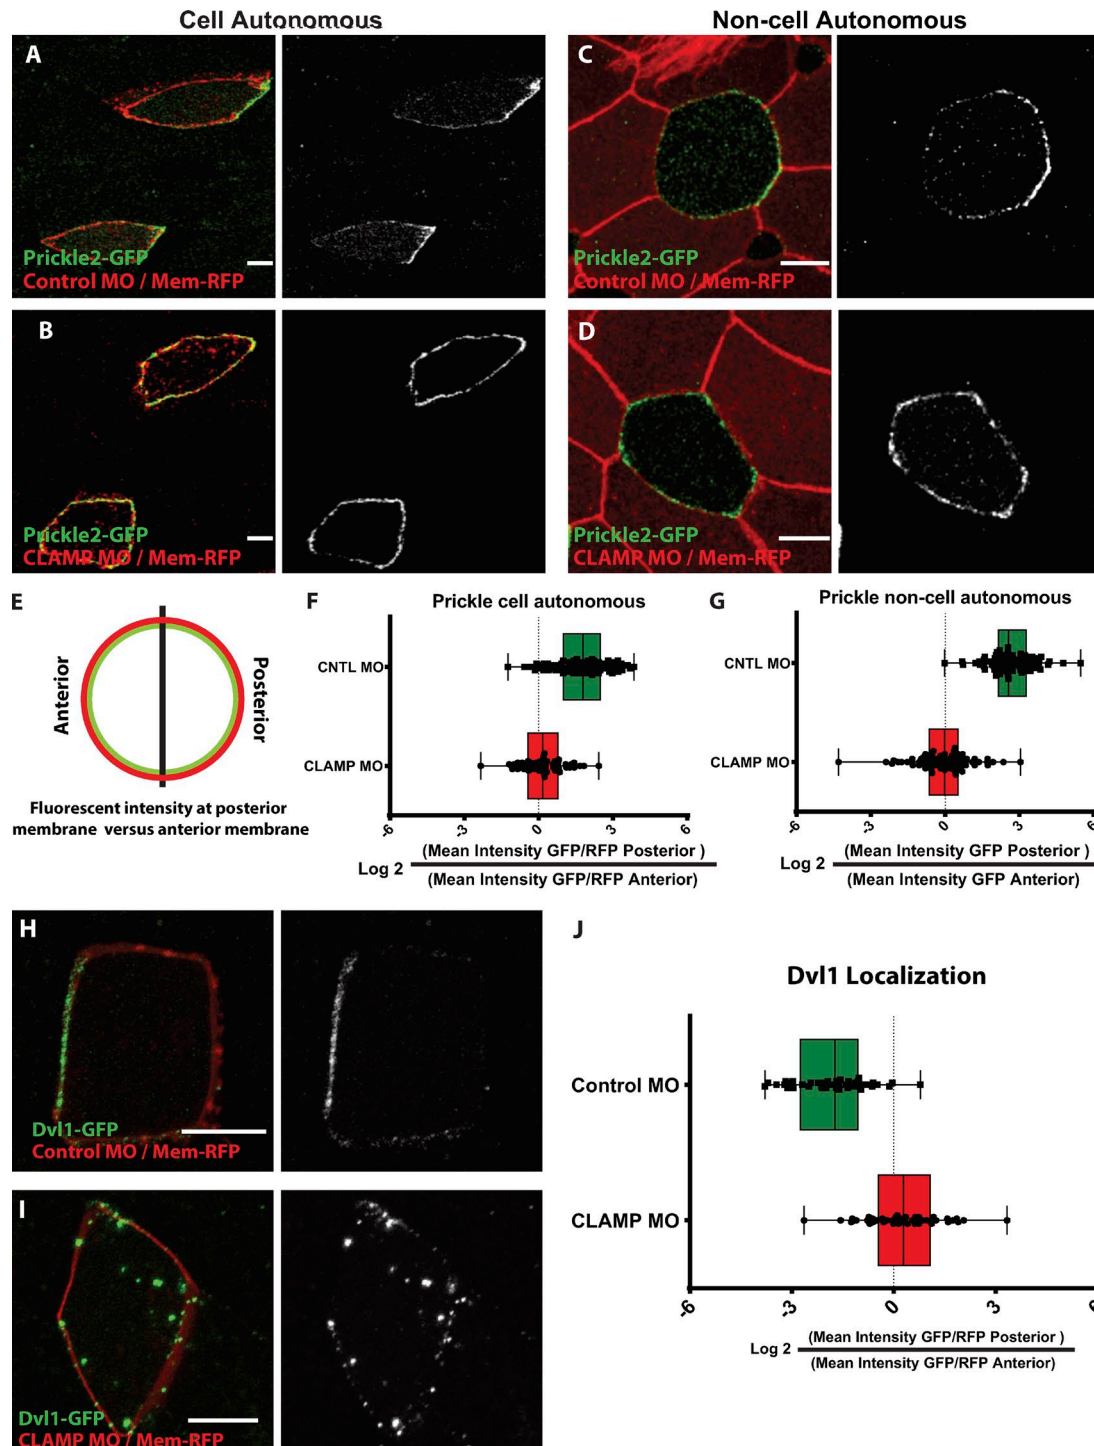 Cell Autonomous
Non-cell Autonomous
A
Prickle2-GFP
Control MO / Mem-RFP
C
Prickle2-GFP
Control MO / Mem-RFP
B
Prickle2-GFP
CLAMP MO / Mem-RFP
D
Prickle2-GFP
CLAMP MO / Mem-RFP
E
Anterior
Posterior
Fluorescent intensity at posterior
membrane versus anterior membrane
F
Prickle cell autonomous
CNTL MO
CLAMP MO
-6 -3 0 3 6
Log 2 (Mean Intensity GFP/RFP Posterior )
(Mean Intensity GFP/RFP Anterior)
G
Prickle non-cell autonomous
CNTL MO
CLAMP MO
-6 -3 0 3 6
Log 2 (Mean Intensity GFP Posterior )
(Mean Intensity GFP Anterior)
H
Dvl1-GFP
Control MO / Mem-RFP
I
Dvl1-GFP
CLAMP MO / Mem-RFP
J
Dvl1 Localization
Control MO
CLAMP MO
-6 -3 0 3 6
Log 2 (Mean Intensity GFP/RFP Posterior )
(Mean Intensity GFP/RFP Anterior)